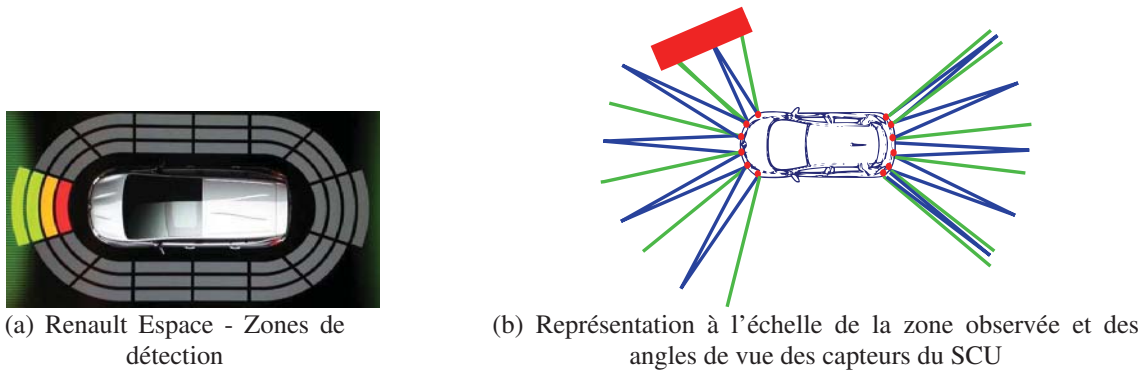 (a) Renault Espace - Zones de
détection
(b) Représentation à l'échelle de la zone observée et des
angles de vue des capteurs du SCU